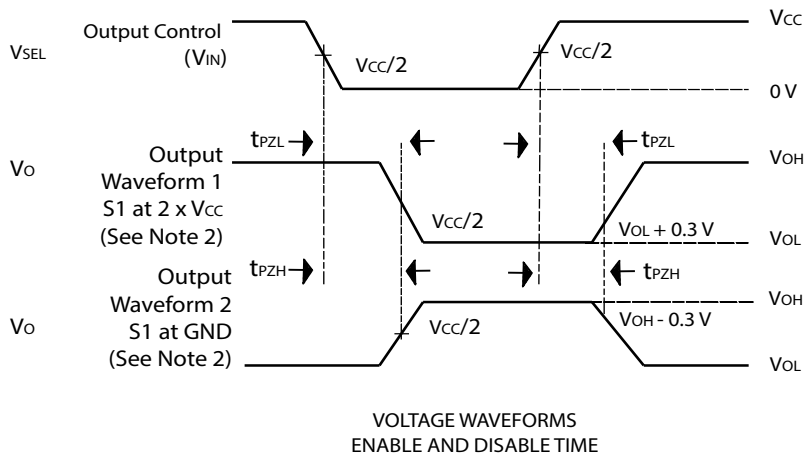 Output Control VCC
VSEL (VIN) VCC/2 VCC/2
0 V
tPZL tPZL
VO Output VOH
Waveform 1
S1 at 2 x VCC VCC/2 VOL + 0.3 V
(See Note 2) VOL
tPZH tPZH
Output VOH
Waveform 2
VO S1 at GND VCC/2 VOH - 0.3 V
(See Note 2) VOL
VOLTAGE WAVEFORMS
ENABLE AND DISABLE TIME